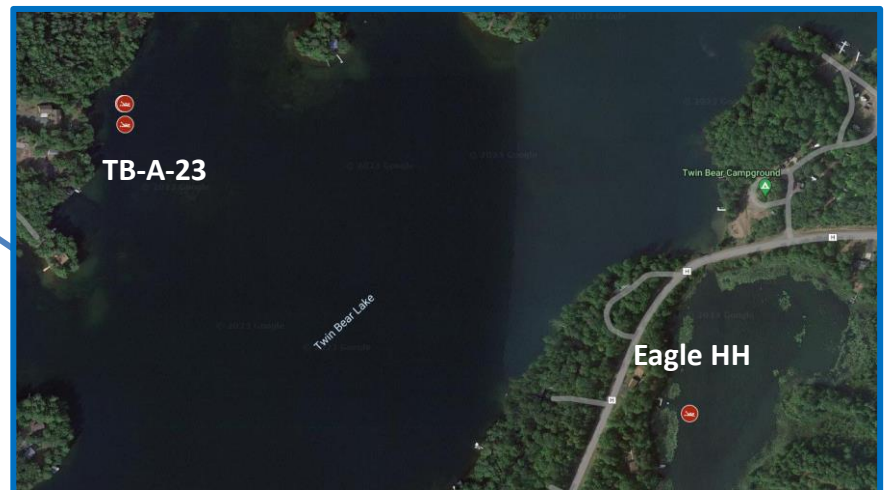 TB-A-23
Twin Bear Campground
H
Twin Bear Lake
H
Eagle HH
H